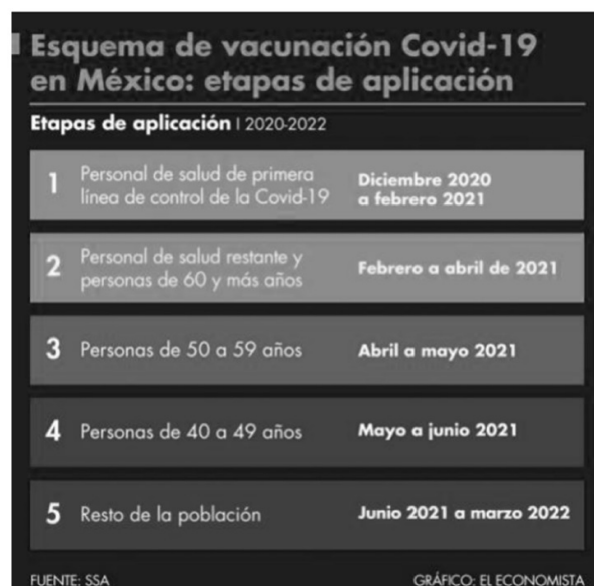 Esquema de vacunación Covid-19
en México: etapas de aplicación
Etapas de aplicación | 2020-2022
1 Personal de salud de primera
línea de control de la Covid-19
Diciembre 2020
a febrero 2021
2 Personal de salud restante y
personas de 60 y más años
Febrero a abril de 2021
3 Personas de 50 a 59 años Abril a mayo 2021
4 Personas de 40 a 49 años Mayo a junio 2021
5 Resto de la población Junio 2021 a marzo 2022
FUENTE: SSA GRÁFICO: EL ECONOMISTA